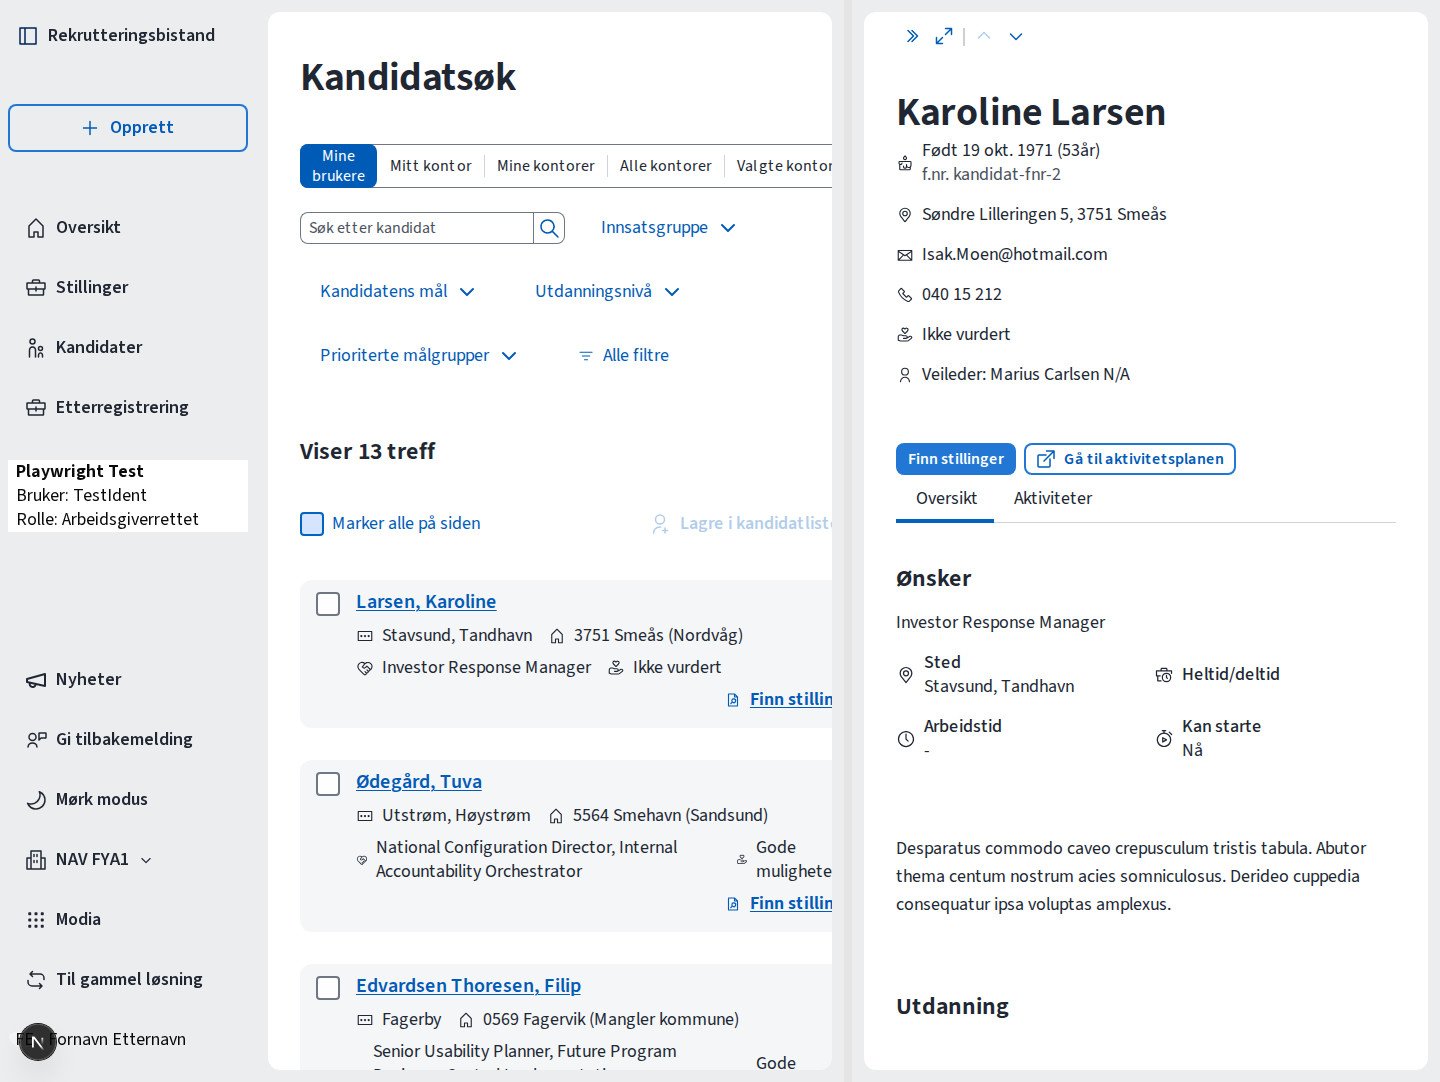 Rekrutteringsbistand
Opprett
Oversikt
Stillinger
Kandidater
Etterregistrering
Playwright Test
Bruker: TestIdent
Rolle: Arbeidsgiverrettet
Nyheter
Gi tilbakemelding
Mørk modus
NAV FYA1
Modia
Til gammel løsning
Fornavn Etternavn
Kandidatsøk
Mine
brukere
Mitt kontor
Mine kontorer
Alle kontorer
Valgte kontor
Søk etter kandidat
Innsatsgruppe
Kandidatens mål
Utdanningsnivå
Prioriterte målgrupper
Alle filtre
Viser 13 treff
Marker alle på siden
Lagre i kandidatliste
Larsen, Karoline
Stavsund, Tandhavn
3751 Smeås (Nordvåg)
Investor Response Manager
Ikke vurdert
Finn stillin
Ødegård, Tuva
Utstrøm, Høystrøm
5564 Smehavn (Sandsund)
National Configuration Director, Internal
Accountability Orchestrator
Gode
mulighete
Finn stillin
Edvardsen Thoresen, Filip
Fagerby
0569 Fagervik (Mangler kommune)
Senior Usability Planner, Future Program
Gode
Karoline Larsen
Født 19 okt. 1971 (53år)
f.nr. kandidat-fnr-2
Søndre Lilleringen 5, 3751 Smeås
Isak.Moen@hotmail.com
040 15 212
Ikke vurdert
Veileder: Marius Carlsen N/A
Finn stillinger
Gå til aktivitetsplanen
Oversikt
Aktiviteter
Ønsker
Investor Response Manager
Sted
Stavsund, Tandhavn
Heltid/deltid
Arbeidstid
-
Kan starte
Nå
Desparatus commodo caveo crepusculum tristis tabula. Abutor
thema centum nostrum acies somniculosus. Derideo cuppedia
consequatur ipsa voluptas amplexus.
Utdanning